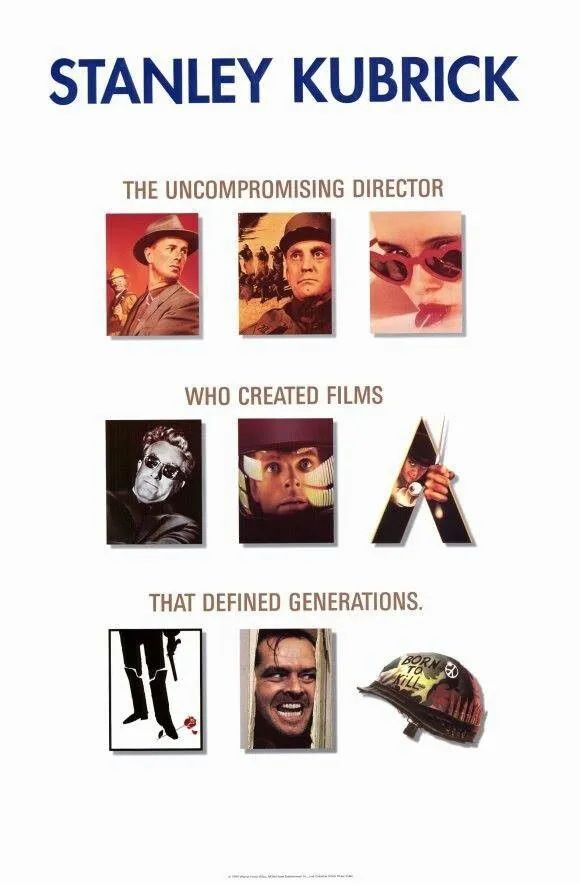 STANLEY KUBRICK
THE UNCOMPROMISING DIRECTOR
WHO CREATED FILMS
THAT DEFINED GENERATIONS.
BORN
TO
KILL